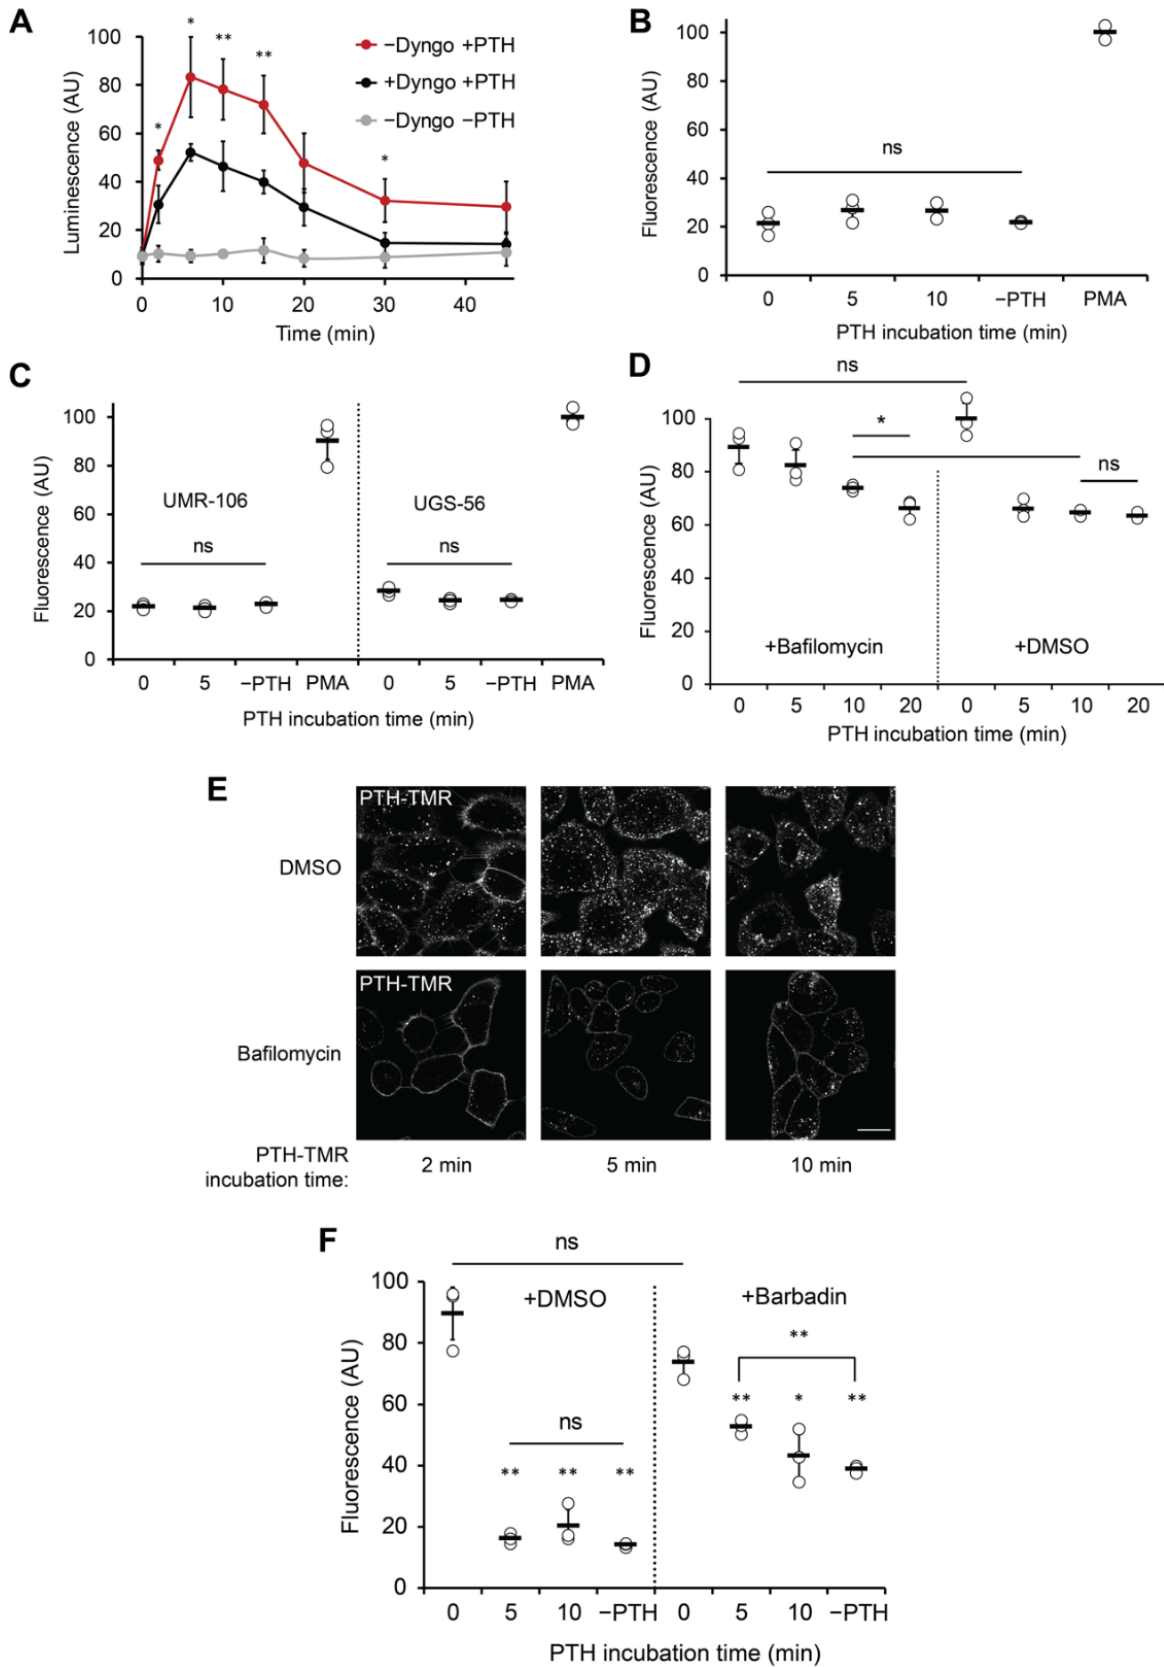 A
Luminescence (AU)
100
80
60
40
20
0
0
10
20
30
40
Time (min)
*
*
**
**
*
−Dyngo +PTH
+Dyngo +PTH
−Dyngo −PTH
B
Fluorescence (AU)
100
80
60
40
20
0
ns
0
5
10
−PTH
PMA
PTH incubation time (min)
C
Fluorescence (AU)
100
80
60
40
20
0
UMR-106
UGS-56
ns
ns
0
5
−PTH
PMA
0
5
−PTH
PMA
PTH incubation time (min)
D
Fluorescence (AU)
100
80
60
40
20
0
ns
*
ns
+Bafilomycin
+DMSO
0
5
10
20
0
5
10
20
PTH incubation time (min)
E
PTH-TMR
DMSO
PTH-TMR
Bafilomycin
PTH-TMR
incubation time:
2 min
5 min
10 min
F
Fluorescence (AU)
100
80
60
40
20
0
ns
+DMSO
+Barbadin
**
ns
**
**
**
**
*
**
0
5
10
−PTH
0
5
10
−PTH
PTH incubation time (min)